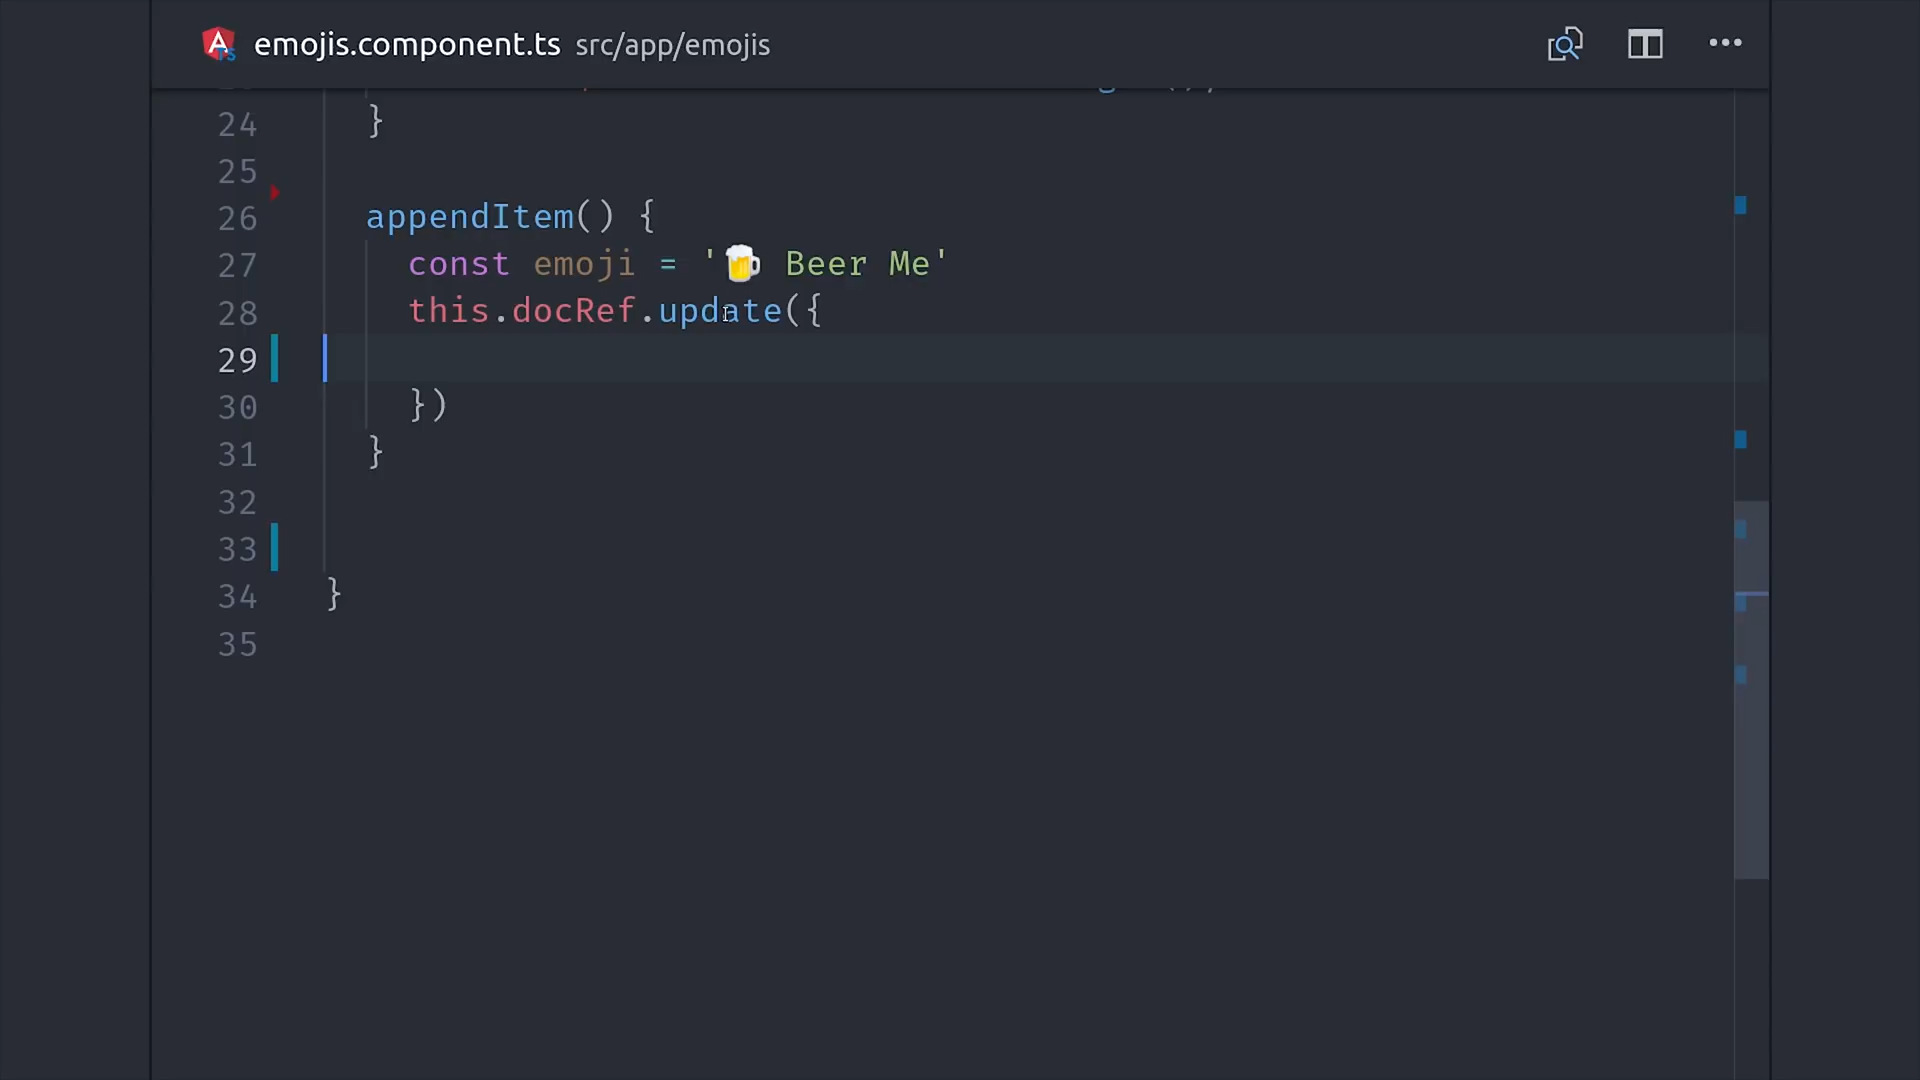 emojis.component.ts src/app/emojis
24 }
25
26 appendItem() {
27 const emoji = '🍺 Beer Me'
28 this.docRef.update({
29
30 })
31 }
32
33
34 }
35